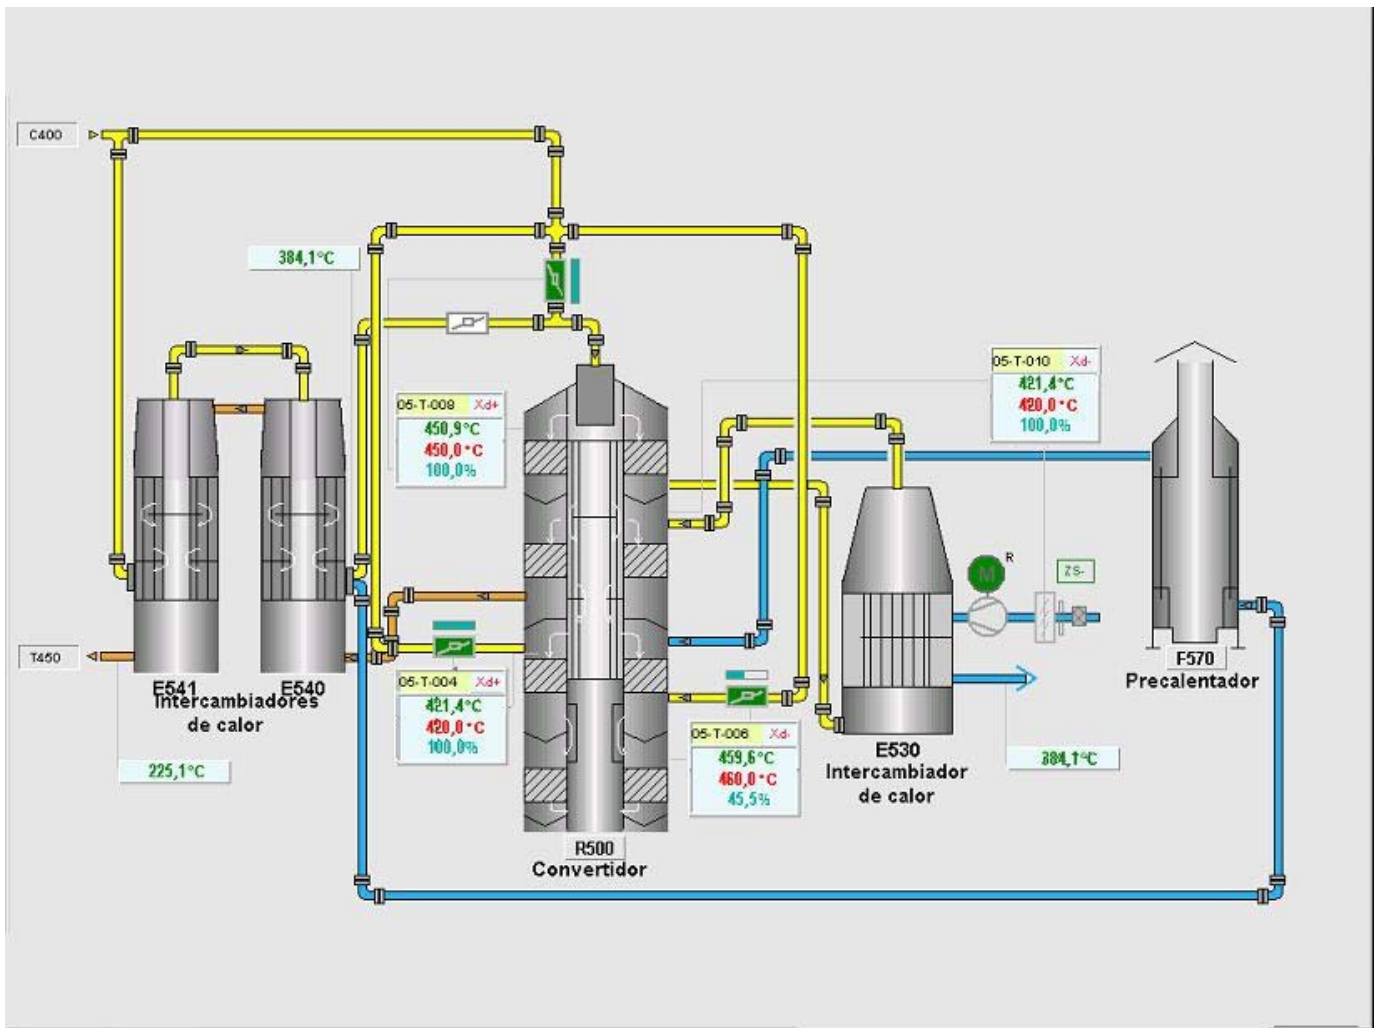 C400
384,1°C
05-T-010 Xd-
421,4°C
420,0°C
100,0%
05-T-008 Xd+
450,9°C
450,0°C
100,0%
R
M
ZS-
T450
E541
E540
Intercambiadores
de calor
225,1°C
05-T-004 Xd+
421,4°C
420,0°C
100,0%
05-T-006 Xd-
459,6°C
460,0°C
45,5%
F570
Precalentador
E530
Intercambiador
de calor
384,1°C
R500
Convertidor